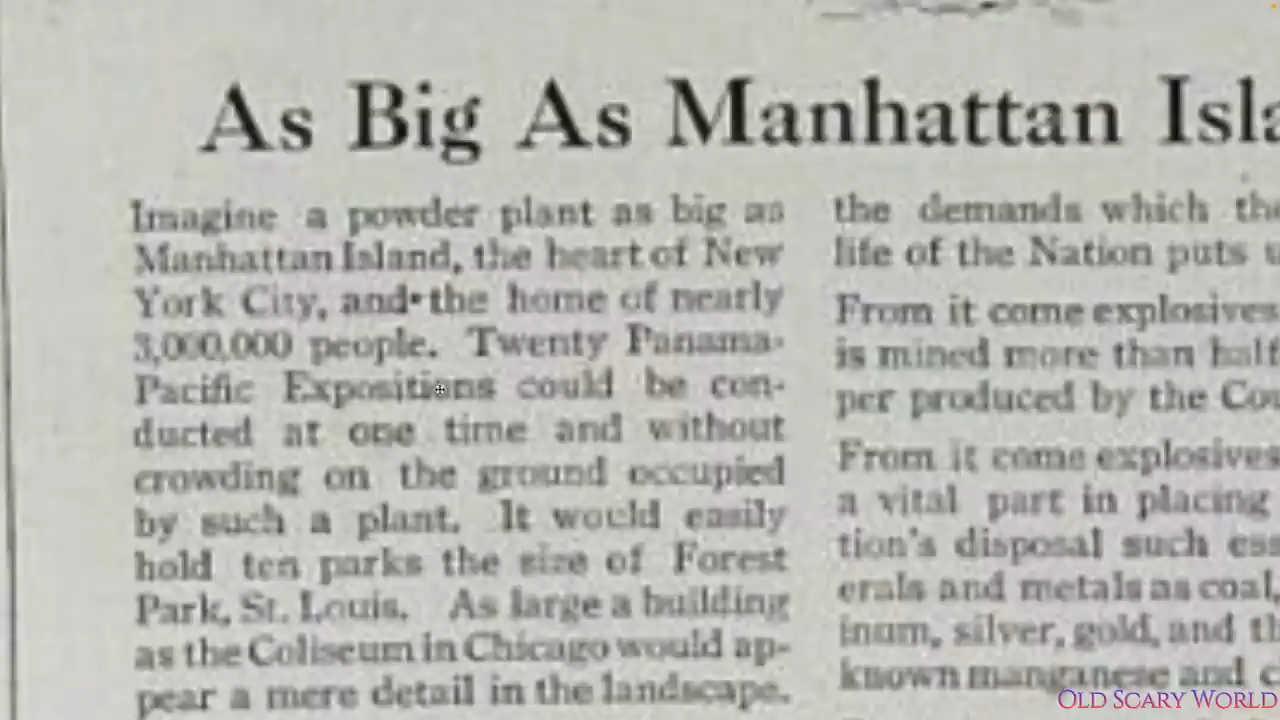 As Big As Manhattan Isla
Imagine a powder plant as big as
Manhattan Island, the heart of New
York City, and the home of nearly
3,000,000 people. Twenty Panama-
Pacific Expositions could be con-
ducted at one time and without
crowding on the ground occupied
by such a plant. It would easily
hold ten parks the size of Forest
Park, St. Louis. As large a building
as the Coliseum in Chicago would ap-
pear a mere detail in the landscape.
the demands which the
life of the Nation puts u
From it come explosives
is mined more than half
per produced by the Cou
From it come explosives
a vital part in placing
tion's disposal such ess
erals and metals as coal,
inum, silver, gold, and th
known manganese and c
OLD SCARY WORLD